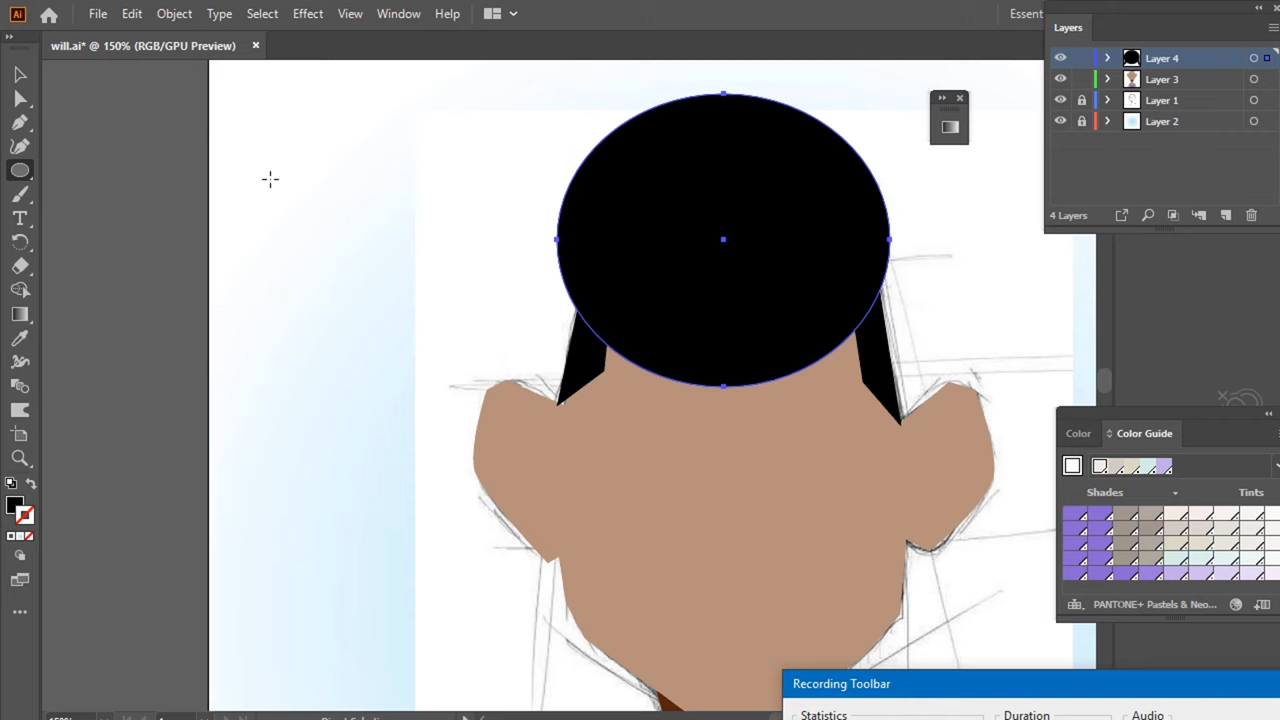 Ai File Edit Object Type Select Effect View Window Help Essent
will.ai* @ 150% (RGB/GPU Preview)
Layers
Layer 4
Layer 3
Layer 1
Layer 2
4 Layers
Color Color Guide
Shades Tints
PANTONE+ Pastels & Neo...
Recording Toolbar
Statistics Duration Audio